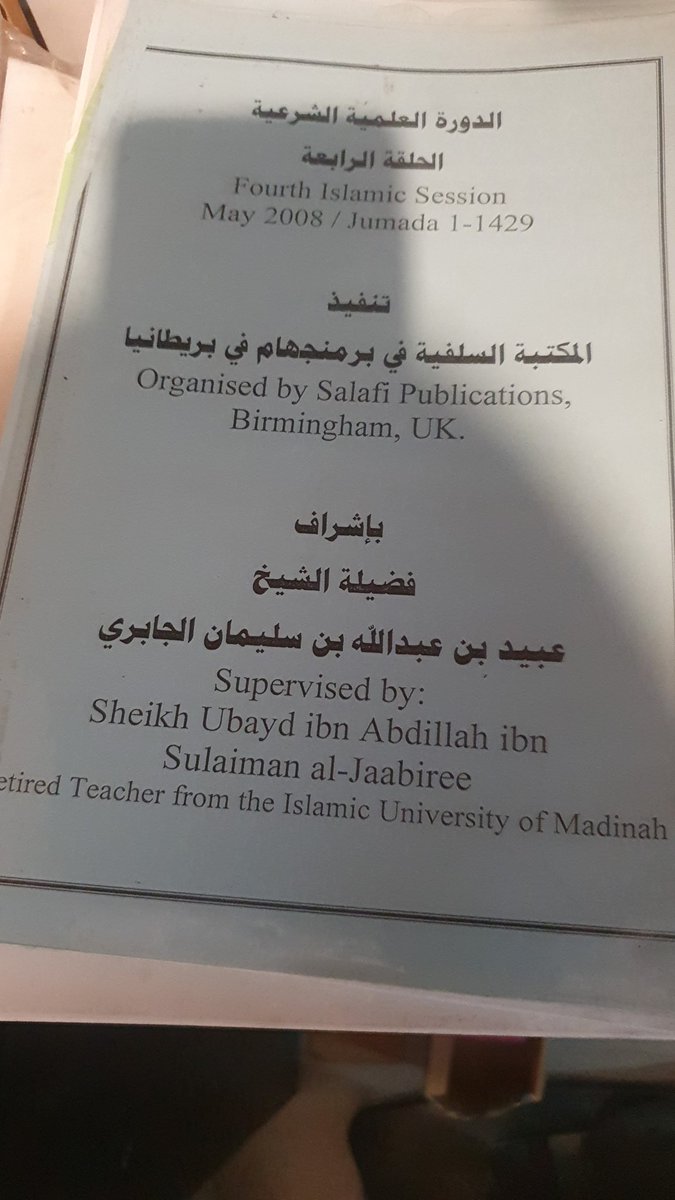 الدورة العلمية الشرعية
الحلقة الرابعة
Fourth Islamic Session
May 2008 / Jumada 1-1429
تنفيذ
المكتبة السلفية في برمنجهام في بريطانيا
Organised by Salafi Publications,
Birmingham, UK.
بإشراف
فضيلة الشيخ
عبيد بن عبدالله بن سليمان الجابري
Supervised by:
Sheikh Ubayd ibn Abdillah ibn
Sulaiman al-Jaabiree
etired Teacher from the Islamic University of Madinah